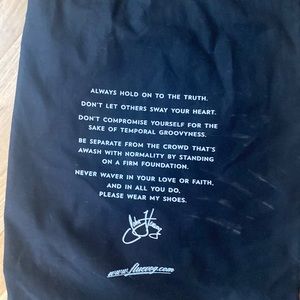 ALWAYS HOLD ON TO THE TRUTH.
DON'T LET OTHERS SWAY YOUR HEART.
DON'T COMPROMISE YOURSELF FOR THE
SAKE OF TEMPORAL GROOVYNESS.
BE SEPARATE FROM THE CROWD THAT'S
AWASH WITH NORMALITY BY STANDING
ON A FIRM FOUNDATION.
NEVER WAVER IN YOUR LOVE OR FAITH,
AND IN ALL YOU DO,
PLEASE WEAR MY SHOES.
www.fluevog.com